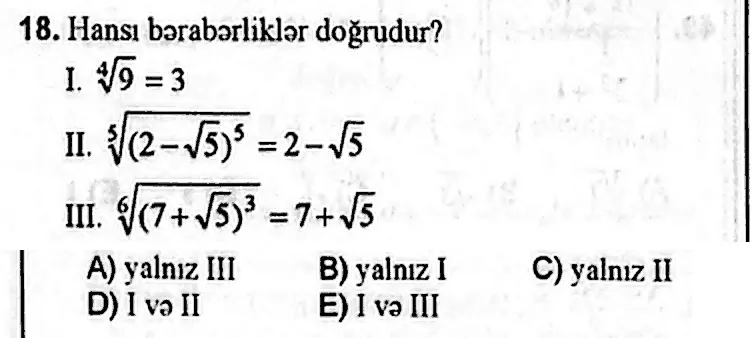 18. Hansı bərabərliklər doğrudur?
I. ∜9 = 3
II. ⁵√(2−√5)⁵ = 2−√5
III. ⁶√(7+√5)³ = 7+√5
A) yalnız III B) yalnız I C) yalnız II
D) I və II E) I və III